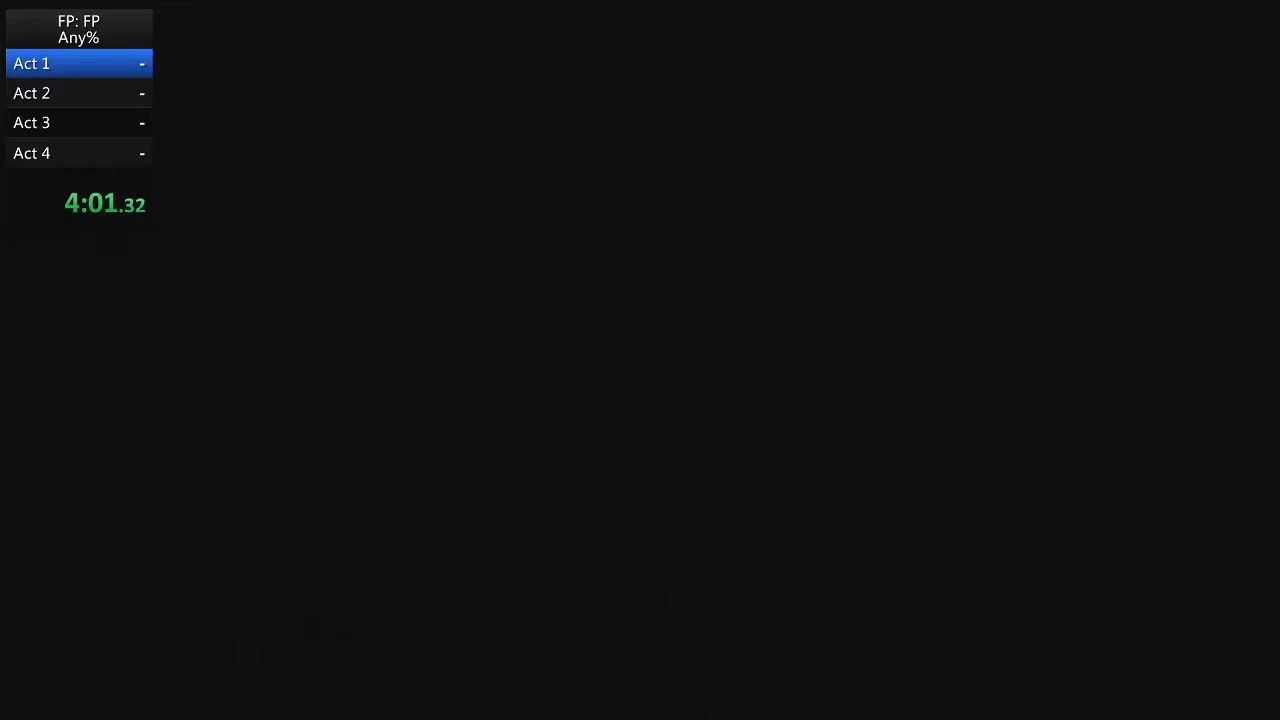 FP: FP
Any%
Act 1 -
Act 2 -
Act 3 -
Act 4 -
4:01.32